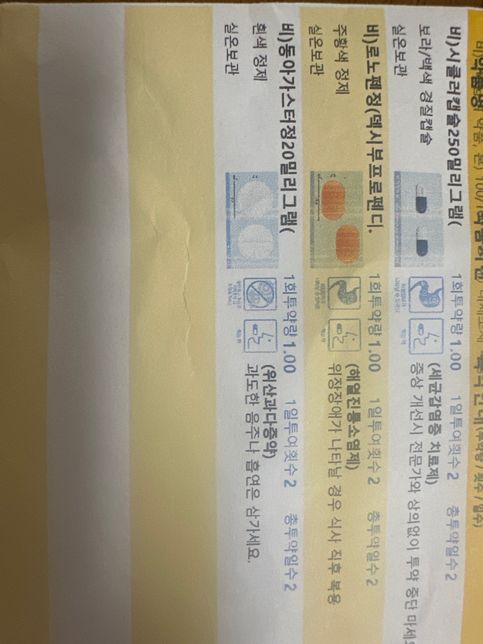 비)시클러캡슐250밀리그램(
보라/백색 경질캡슐
실온보관
1회투약량 1.00 1일투여횟수 2 총투약일수 2
(세균감염증 치료제)
증상 개선시 전문가와 상의없이 투약 중단 마세요
비)로노펜정(덱시부프로펜디.
주황색 정제
실온보관
1회투약량 1.00 1일투여횟수 2 총투약일수 2
(해열진통소염제)
위장장애가 나타날 경우 식사 직후 복용
비)동아가스터정20밀리그램(
흰색 정제
실온보관
1회투약량 1.00 1일투여횟수 2 총투약일수 2
(위산과다증약)
과도한 음주나 흡연은 삼가세요.